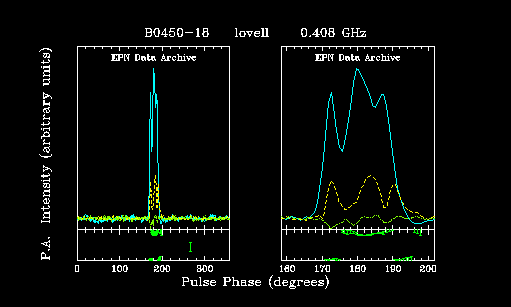 B0450-18 lovell 0.408 GHz
EPN Data Archive EPN Data Archive
P.A. Intensity (arbitrary units)
0 100 200 300 160 170 180 190 200
Pulse Phase (degrees)